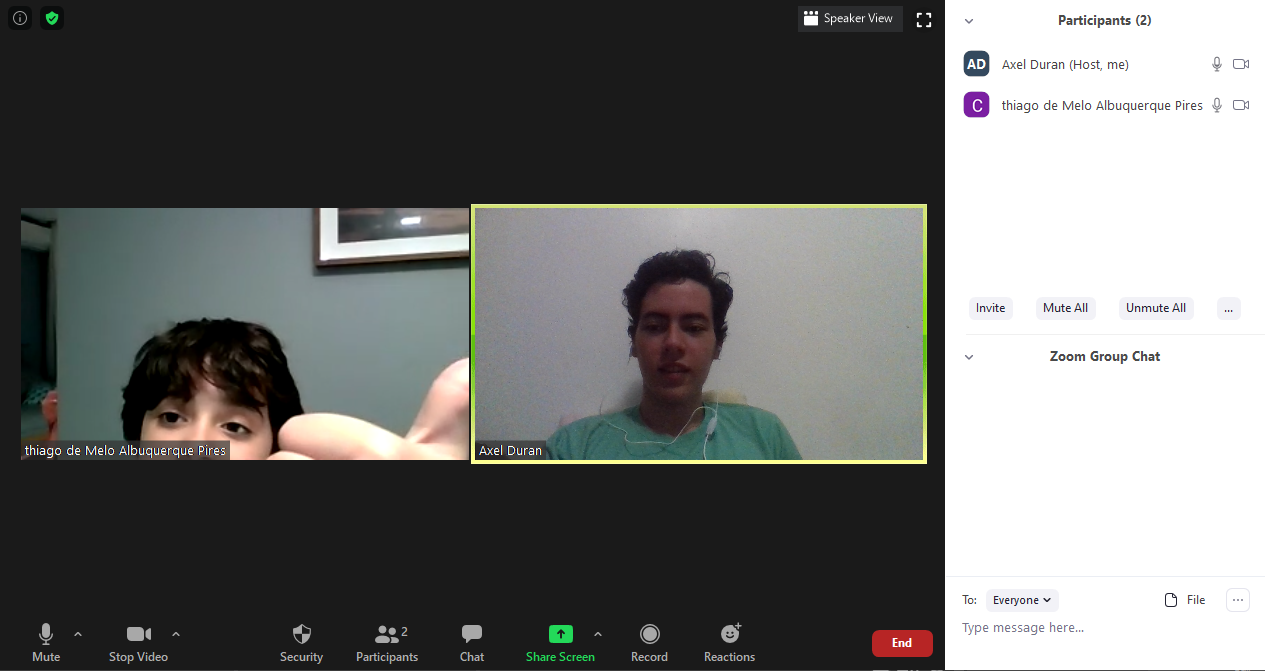 Speaker View
thiago de Melo Albuquerque Pires
Axel Duran
Mute
Stop Video
Security
Participants
2
Chat
Share Screen
Record
Reactions
End
Participants (2)
AD
Axel Duran (Host, me)
C
thiago de Melo Albuquerque Pires
Invite
Mute All
Unmute All
...
Zoom Group Chat
To: Everyone
File
...
Type message here...